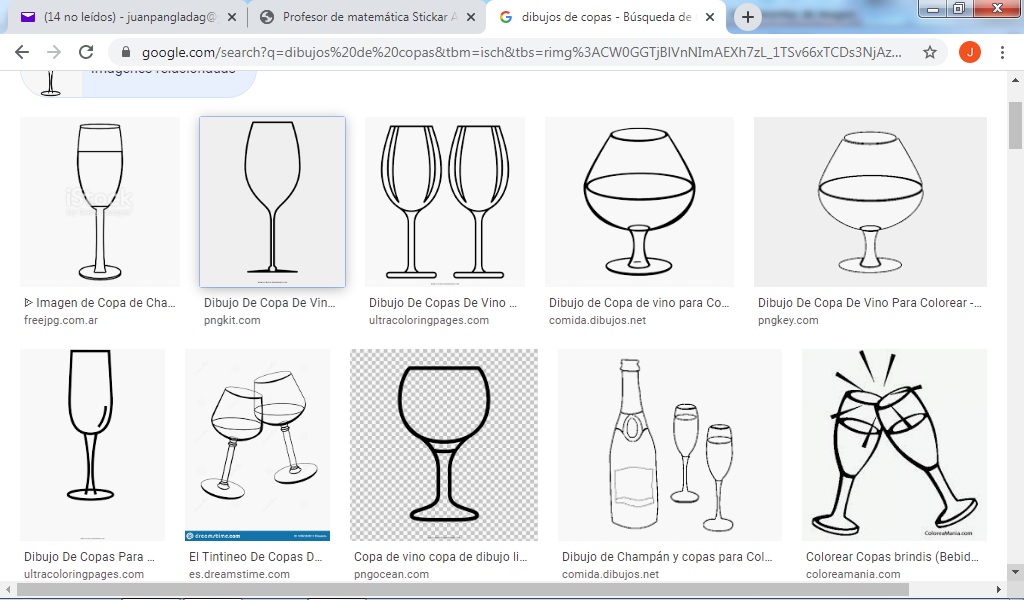 (14 no leídos) - juanpangladag@
Profesor de matemática Stickar A
dibujos de copas - Búsqueda de
google.com/search?q=dibujos%20de%20copas&tbm=isch&tbs=rimg%3ACW0GGTjBIVnNImAEXh7zL_1TSv66xTCDs3NjAz...
J
Imágenes relacionadas
iStock
Imagen de Copa de Cha...
freejpg.com.ar
Dibujo De Copa De Vin...
pngkit.com
Dibujo De Copas De Vino ...
ultracoloringpages.com
Dibujo de Copa de vino para Co...
comida.dibujos.net
Dibujo De Copa De Vino Para Colorear -...
pngkey.com
dreamstime.com
ColoreaMania.com
Dibujo De Copas Para ...
ultracoloringpages.com
El Tintineo De Copas D...
es.dreamstime.com
Copa de vino copa de dibujo li...
pngocean.com
Dibujo de Champán y copas para Col...
comida.dibujos.net
Colorear Copas brindis (Bebid...
coloreamania.com